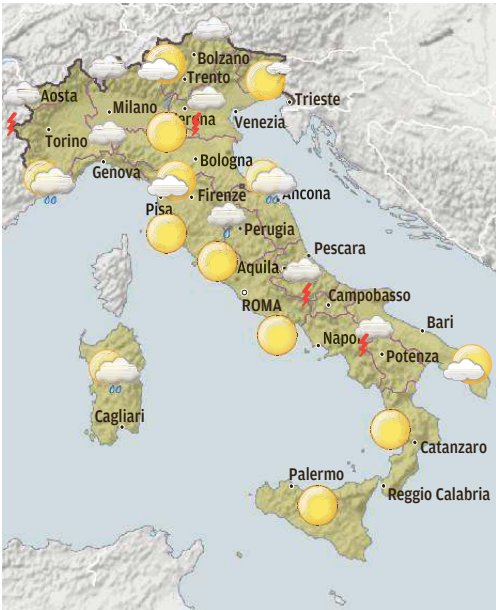 Bolzano
Trento
Aosta
Milano
Trieste
Venezia
Torino
Bologna
Genova
Firenze
Ancona
Pisa
Perugia
Pescara
Aquila
ROMA
Campobasso
Bari
Potenza
Cagliari
Catanzaro
Palermo
Reggio Calabria